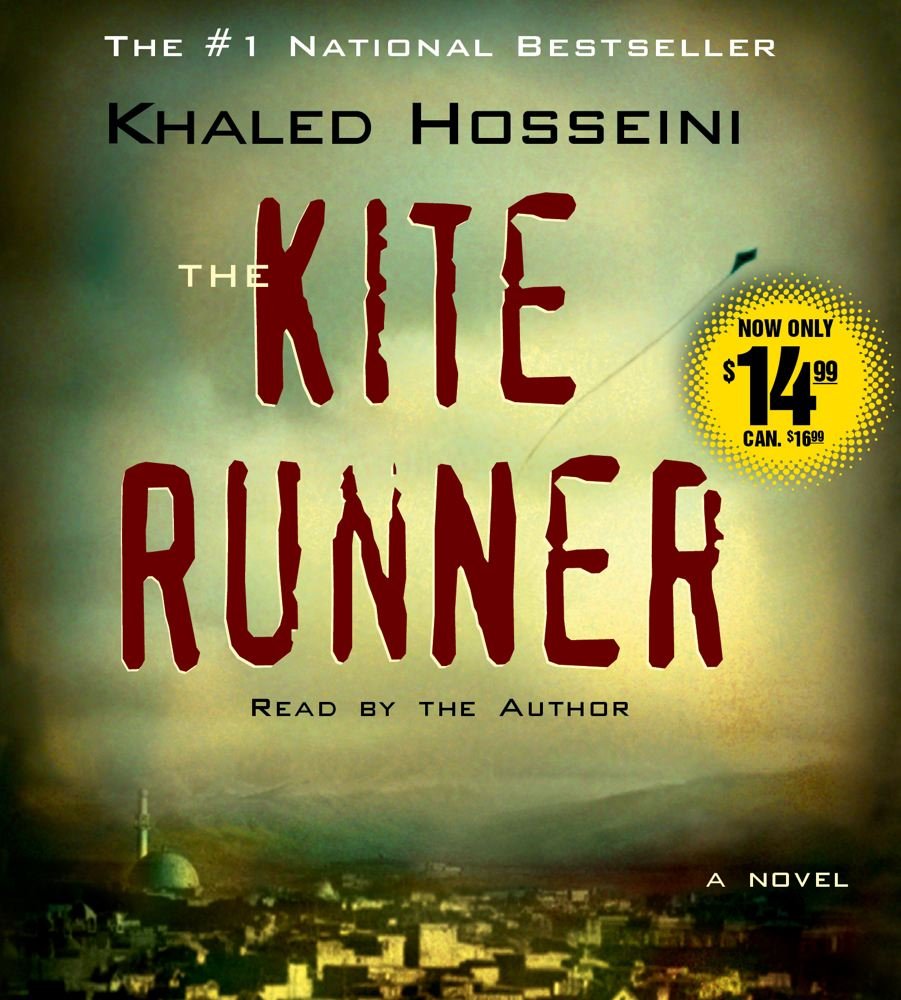 THE #1 NATIONAL BESTSELLER
KHALED HOSSEINI
THE KITE
RUNNER
NOW ONLY
$14.99
CAN. $16.99
READ BY THE AUTHOR
A NOVEL